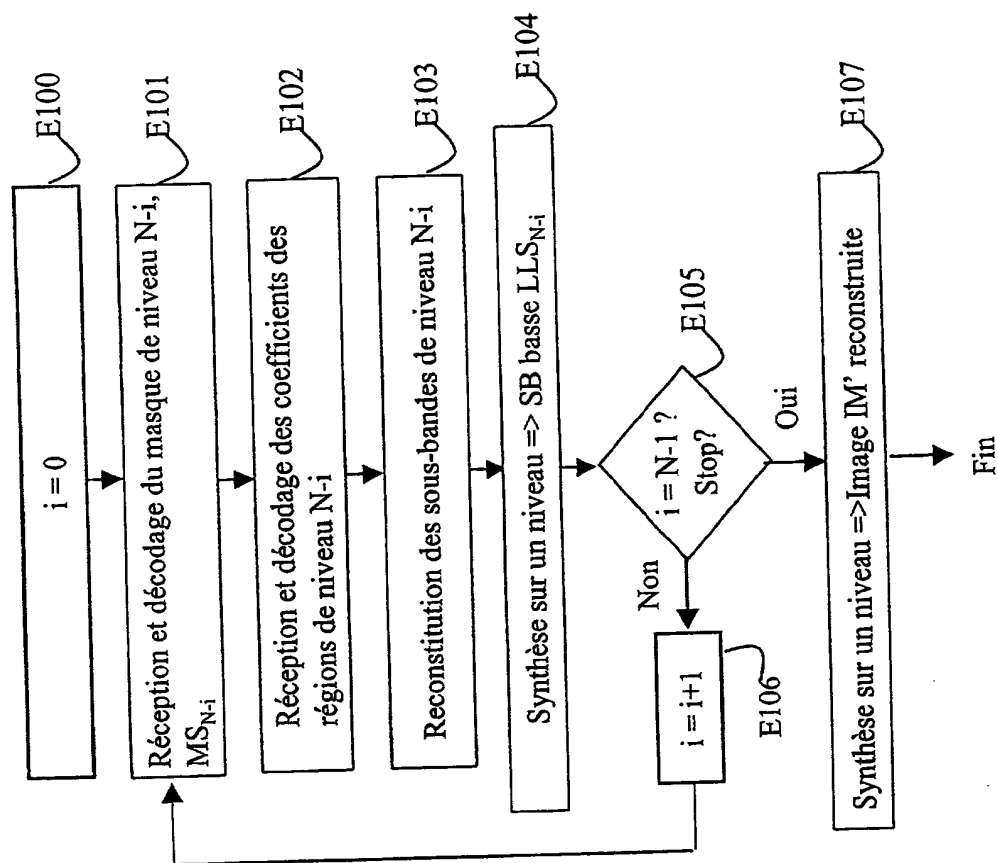 i = 0
E100
Réception et décodage du masque de niveau N-i,
MS_{N-i}
E101
Réception et décodage des coefficients des
régions de niveau N-i
E102
Reconstitution des sous-bandes de niveau N-i
E103
Synthèse sur un niveau => SB basse LLS_{N-i}
E104
i = N-1 ?
Stop?
E105
Non
Oui
i = i+1
E106
Synthèse sur un niveau =>Image IM' reconstruite
E107
Fin